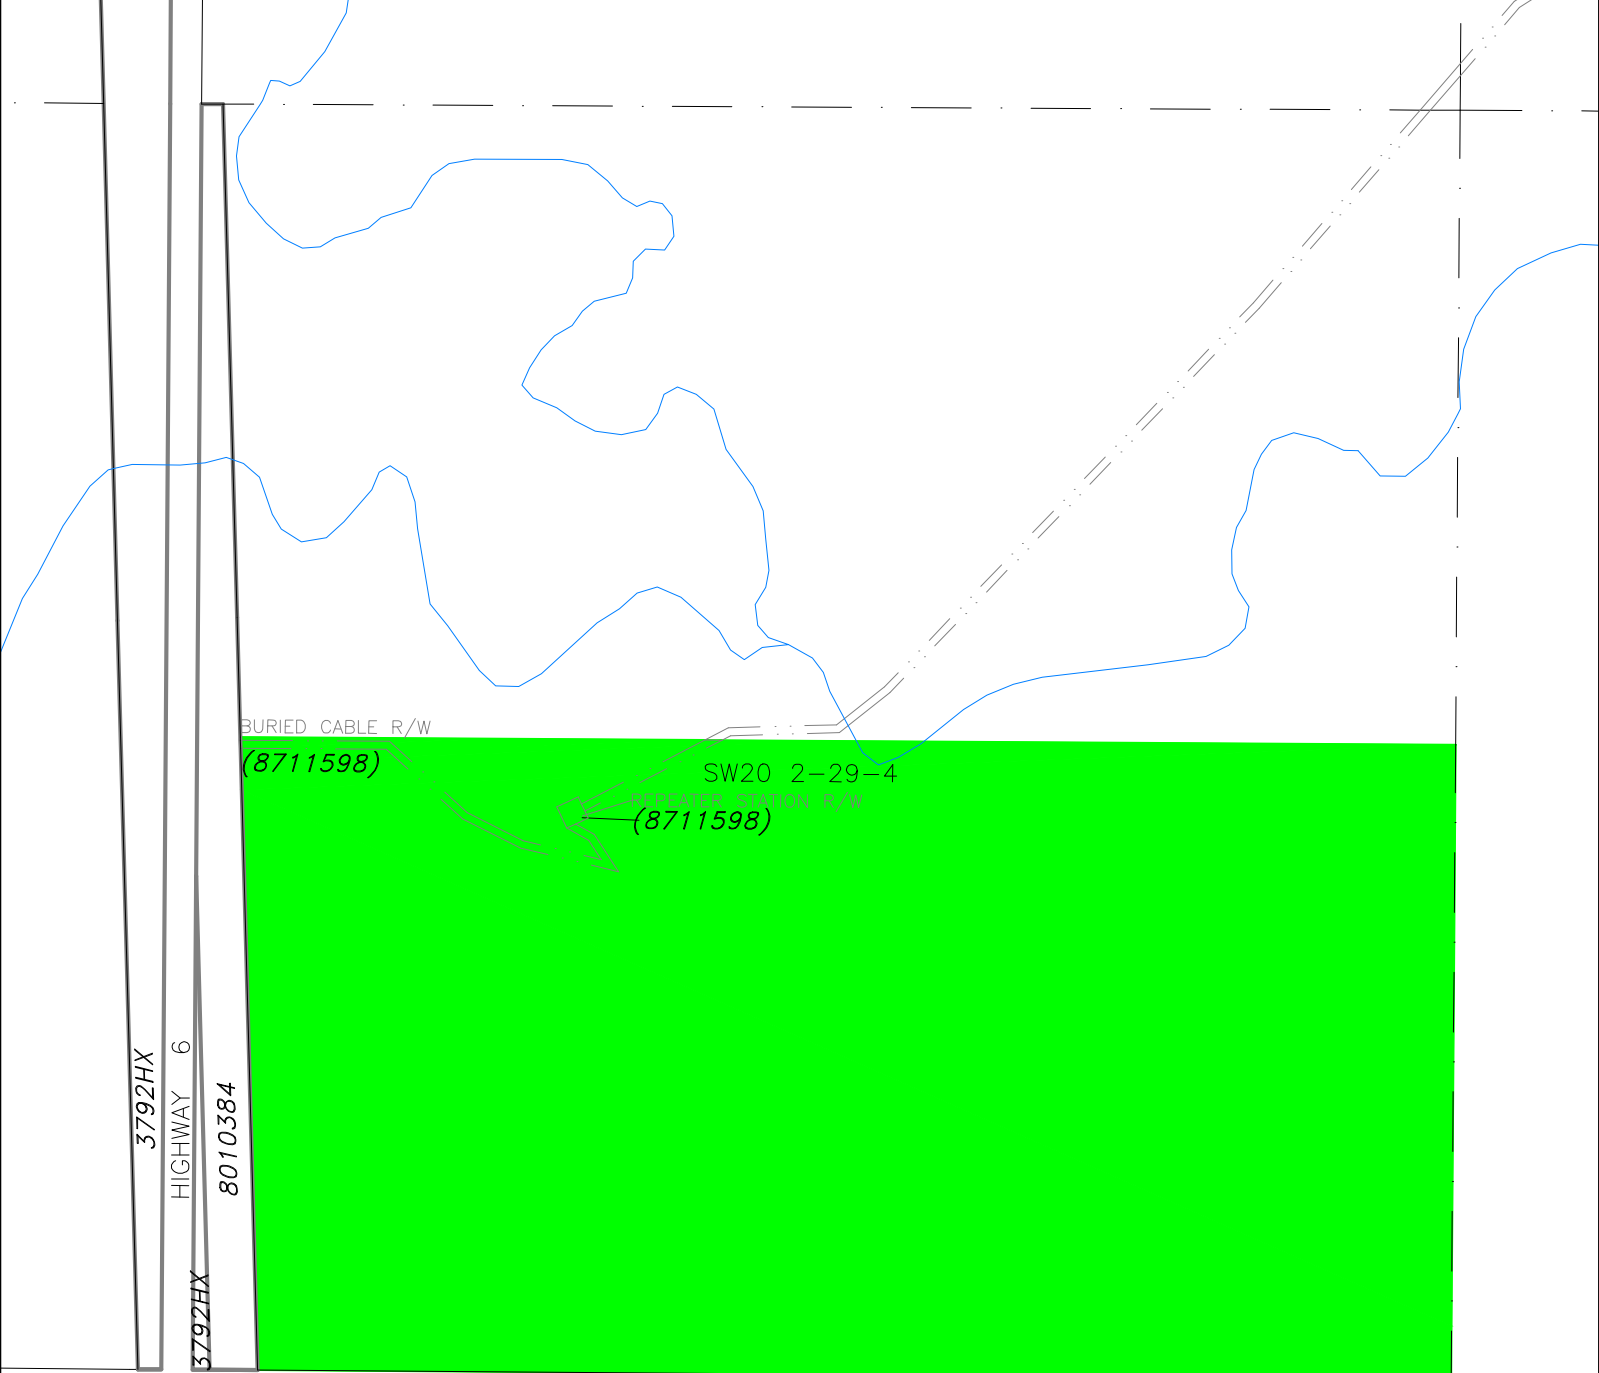 BURIED CABLE R/W
(8711598)
SW20 2-29-4
REPEATER STATION R/W
(8711598)
3792HX
HIGHWAY 6
8010384
3792HX